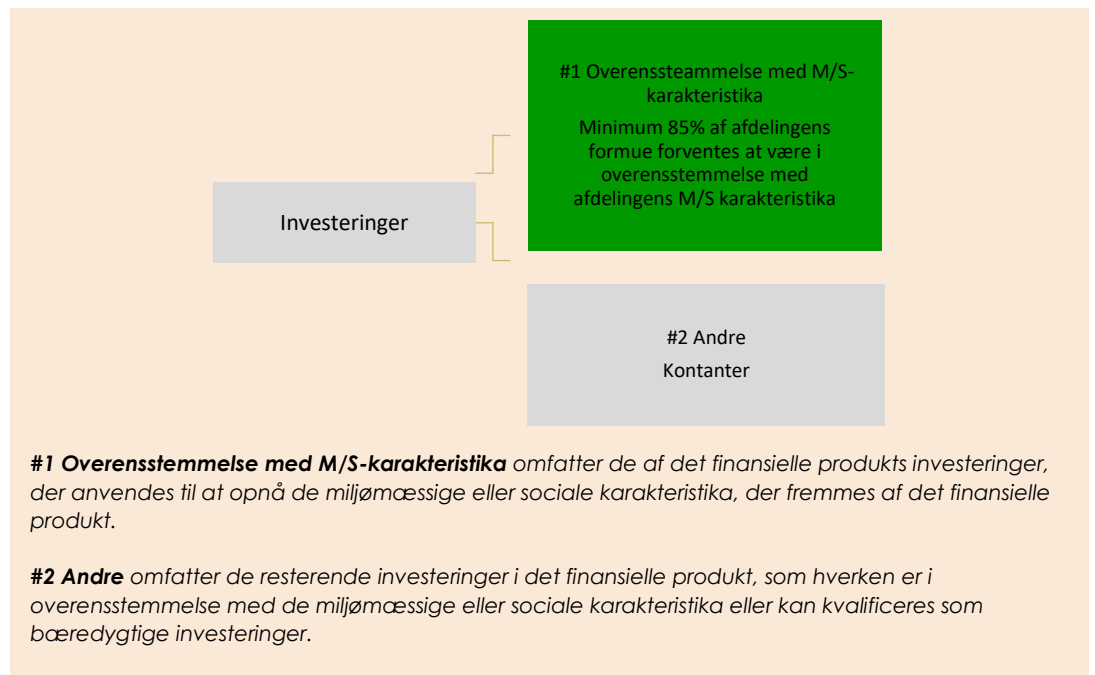 #1 Overenssteammelse med M/S-
karakteristika
Minimum 85% af afdelingens
formue forventes at være i
overensstemmelse med
afdelingens M/S karakteristika
Investeringer
#2 Andre
Kontanter
#1 Overensstemmelse med M/S-karakteristika omfatter de af det finansielle produkts investeringer,
der anvendes til at opnå de miljømæssige eller sociale karakteristika, der fremmes af det finansielle
produkt.
#2 Andre omfatter de resterende investeringer i det finansielle produkt, som hverken er i
overensstemmelse med de miljømæssige eller sociale karakteristika eller kan kvalificeres som
bæredygtige investeringer.